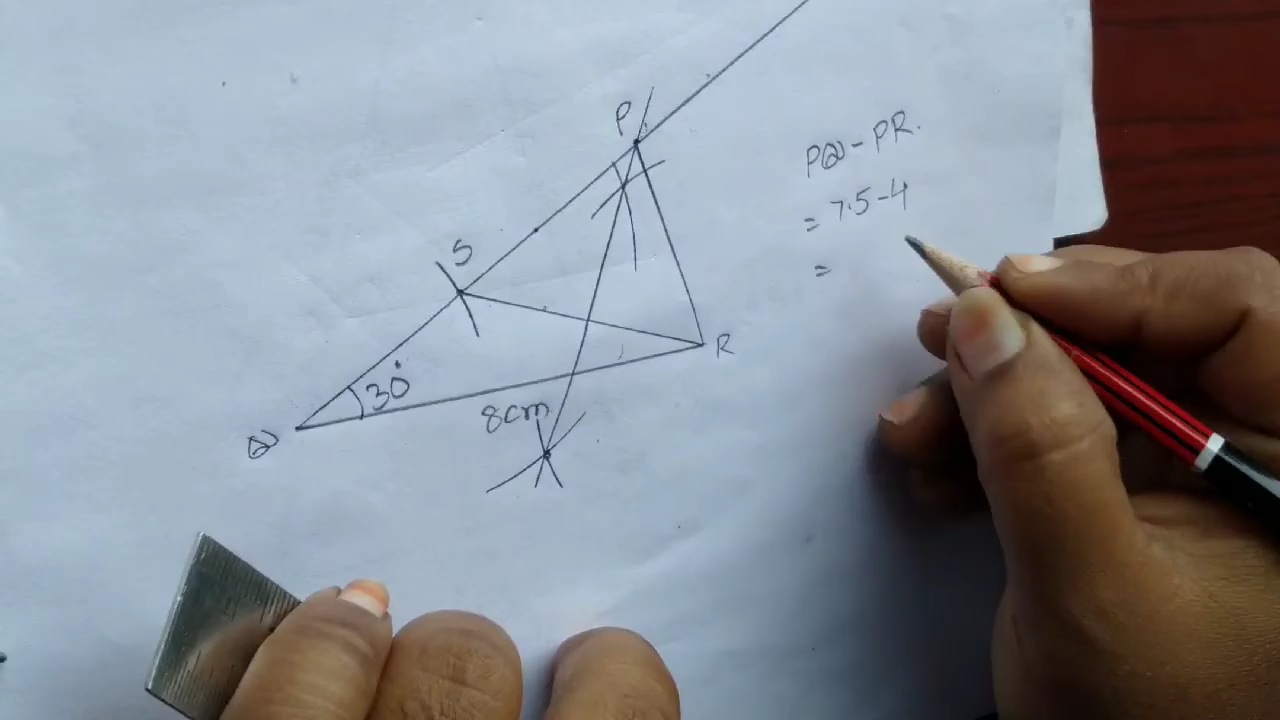 P
PQ-PR.
= 7.5-4
=
S
30°
R
8cm
Q